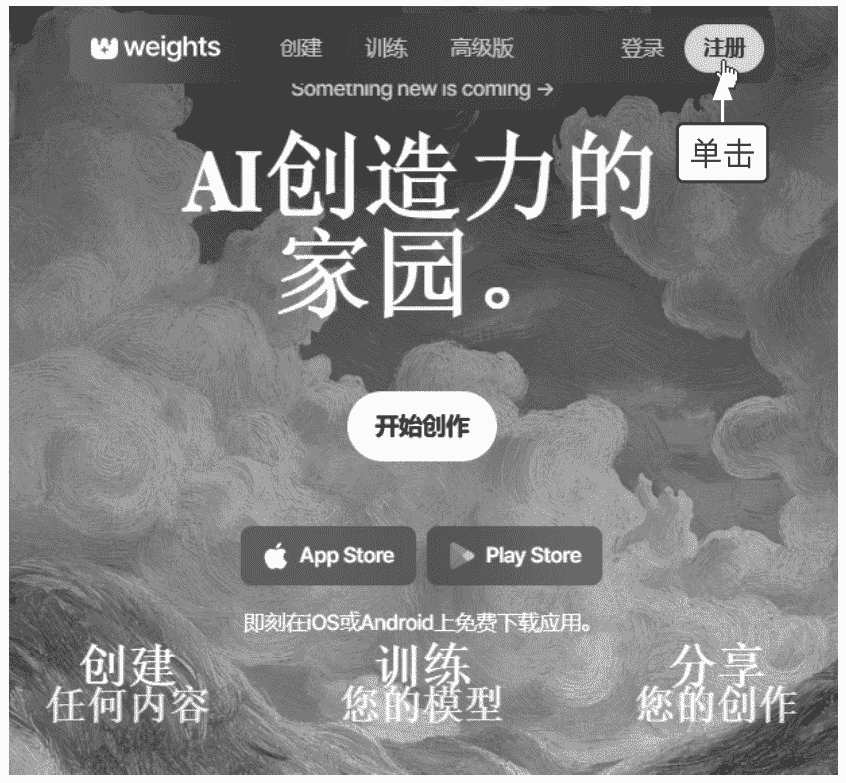 weights 创建 训练 高级版 登录 注册
Something new is coming →
单击
AI创造力的
家园。
开始创作
App Store Play Store
即刻在iOS或Android上免费下载应用。
创建 训练 分享
任何内容 您的模型 您的创作